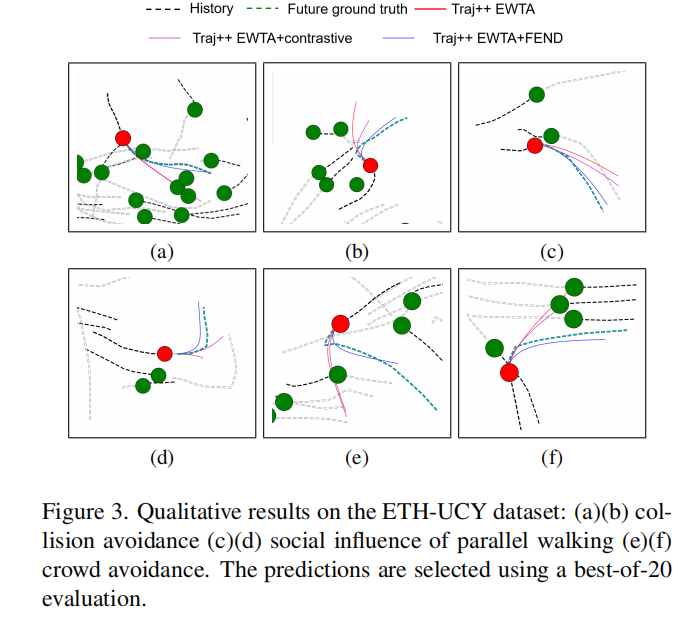 History Future ground truth Traj++ EWTA
Traj++ EWTA+contrastive Traj++ EWTA+FEND
(a) (b) (c)
(d) (e) (f)
Figure 3. Qualitative results on the ETH-UCY dataset: (a)(b) col-
lision avoidance (c)(d) social influence of parallel walking (e)(f)
crowd avoidance. The predictions are selected using a best-of-20
evaluation.